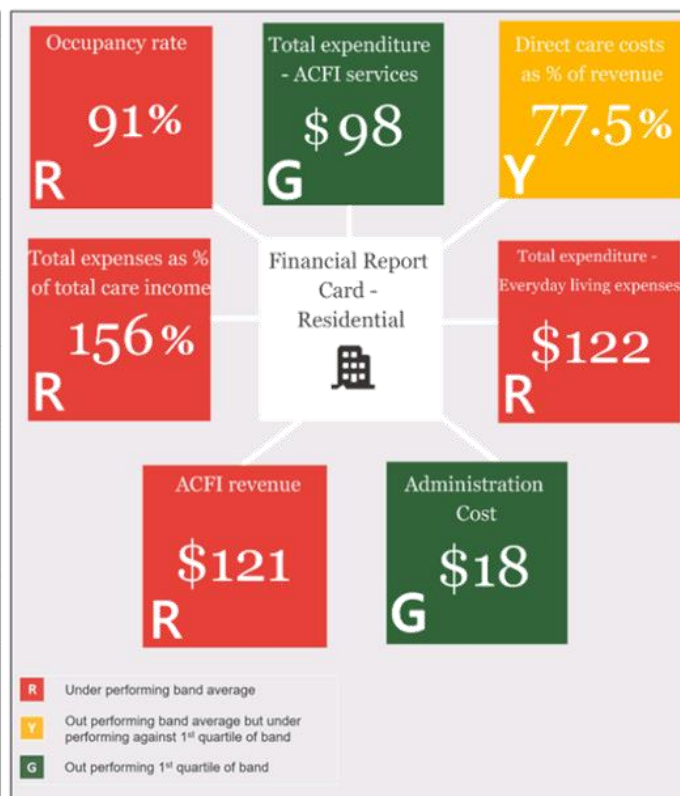 Occupancy rate
91%
R
Total expenditure
- ACFI services
$98
G
Direct care costs
as % of revenue
77.5%
Y
Total expenses as %
of total care income
156%
R
Financial Report
Card -
Residential
Total expenditure -
Everyday living expenses
$122
R
ACFI revenue
$121
R
Administration
Cost
$18
G
R Under performing band average
Y Out performing band average but under
performing against 1st quartile of band
G Out performing 1st quartile of band